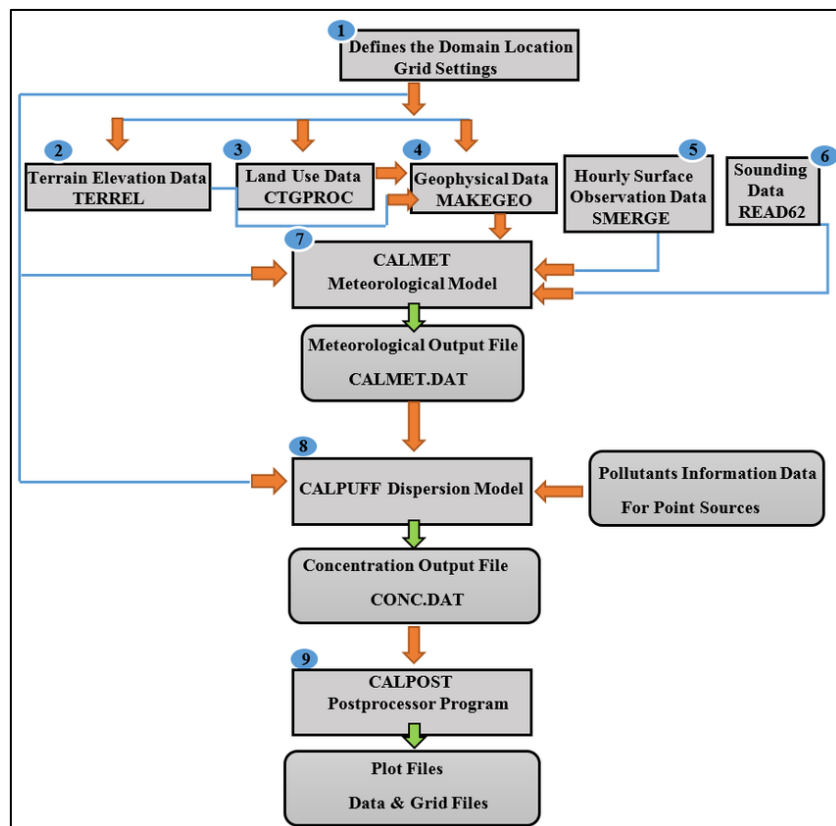 1
Defines the Domain Location
Grid Settings
2
Terrain Elevation Data
TERREL
3
Land Use Data
CTGPROC
4
Geophysical Data
MAKEGEO
5
Hourly Surface
Observation Data
SMERGE
6
Sounding
Data
READ62
7
CALMET
Meteorological Model
Meteorological Output File
CALMET.DAT
8
CALPUFF Dispersion Model
Pollutants Information Data
For Point Sources
Concentration Output File
CONC.DAT
9
CALPOST
Postprocessor Program
Plot Files
Data & Grid Files